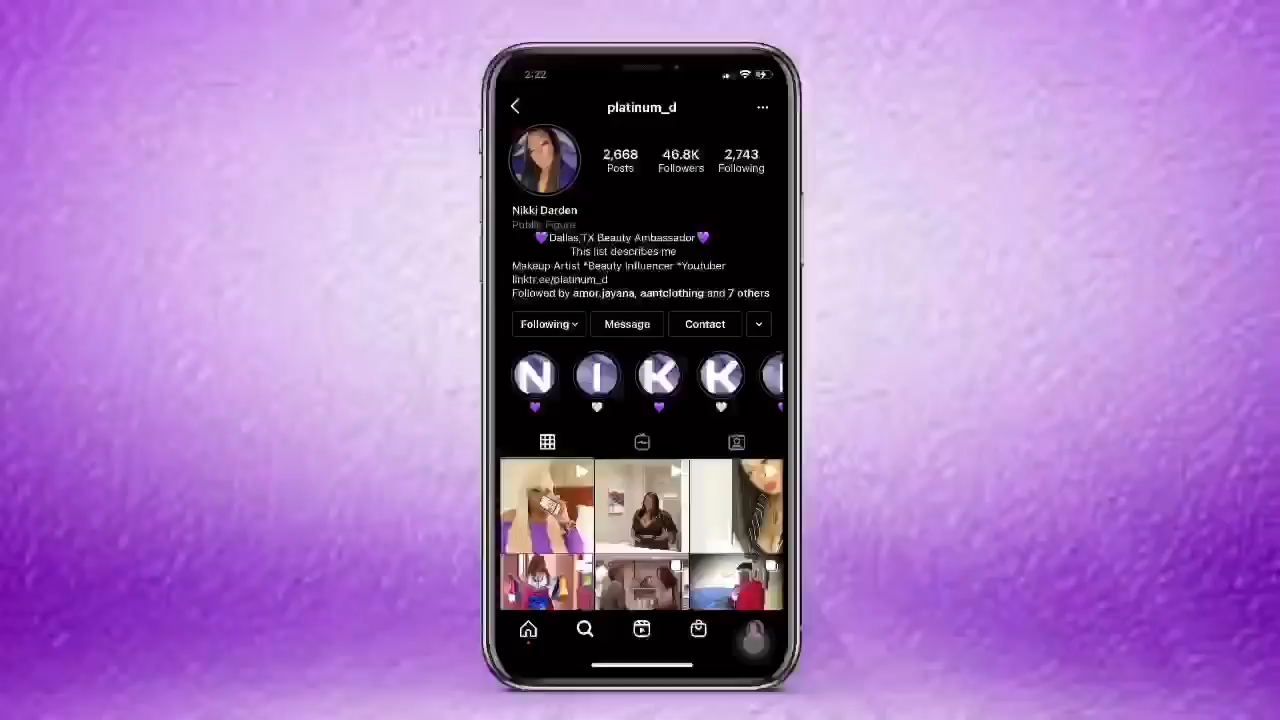 2:22
platinum_d
2,668 46.8K 2,743
Posts Followers Following
Nikki Darden
Public Figure
💜Dallas,TX Beauty Ambassador💜
This list describes me
Makeup Artist *Beauty Influencer *Youtuber
linktr.ee/platinum_d
Followed by amor.jayana, aantclothing and 7 others
Following Message Contact
N I K K